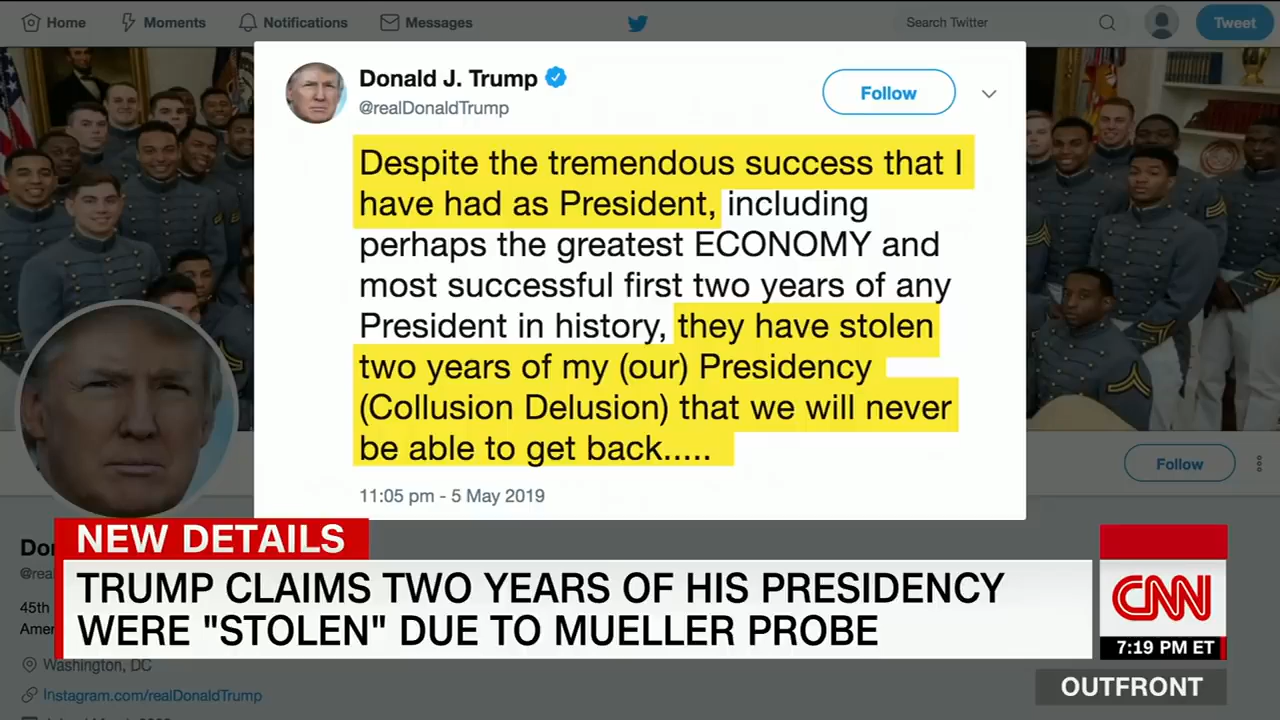 Home
Moments
Notifications
Messages
Search Twitter
Tweet
Donald J. Trump
@realDonaldTrump
Follow
Despite the tremendous success that I
have had as President, including
perhaps the greatest ECONOMY and
most successful first two years of any
President in history, they have stolen
two years of my (our) Presidency
(Collusion Delusion) that we will never
be able to get back.....
11:05 pm - 5 May 2019
Follow
45th
Washington, DC
Instagram.com/realDonaldTrump
NEW DETAILS
TRUMP CLAIMS TWO YEARS OF HIS PRESIDENCY
WERE "STOLEN" DUE TO MUELLER PROBE
CNN
7:19 PM ET
OUTFRONT